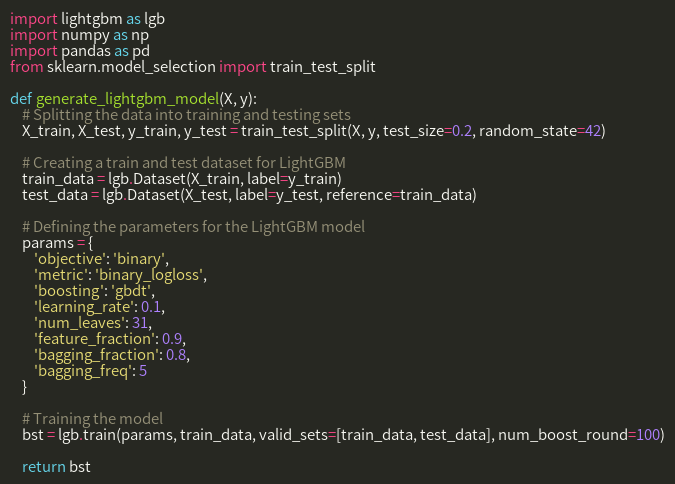 import lightgbm as lgb
import numpy as np
import pandas as pd
from sklearn.model_selection import train_test_split
def generate_lightgbm_model(X, y):
# Splitting the data into training and testing sets
X_train, X_test, y_train, y_test = train_test_split(X, y, test_size=0.2, random_state=42)
# Creating a train and test dataset for LightGBM
train_data = lgb.Dataset(X_train, label=y_train)
test_data = lgb.Dataset(X_test, label=y_test, reference=train_data)
# Defining the parameters for the LightGBM model
params = {
'objective': 'binary',
'metric': 'binary_logloss',
'boosting': 'gbdt',
'learning_rate': 0.1,
'num_leaves': 31,
'feature_fraction': 0.9,
'bagging_fraction': 0.8,
'bagging_freq': 5
}
# Training the model
bst = lgb.train(params, train_data, valid_sets=[train_data, test_data], num_boost_round=100)
return bst